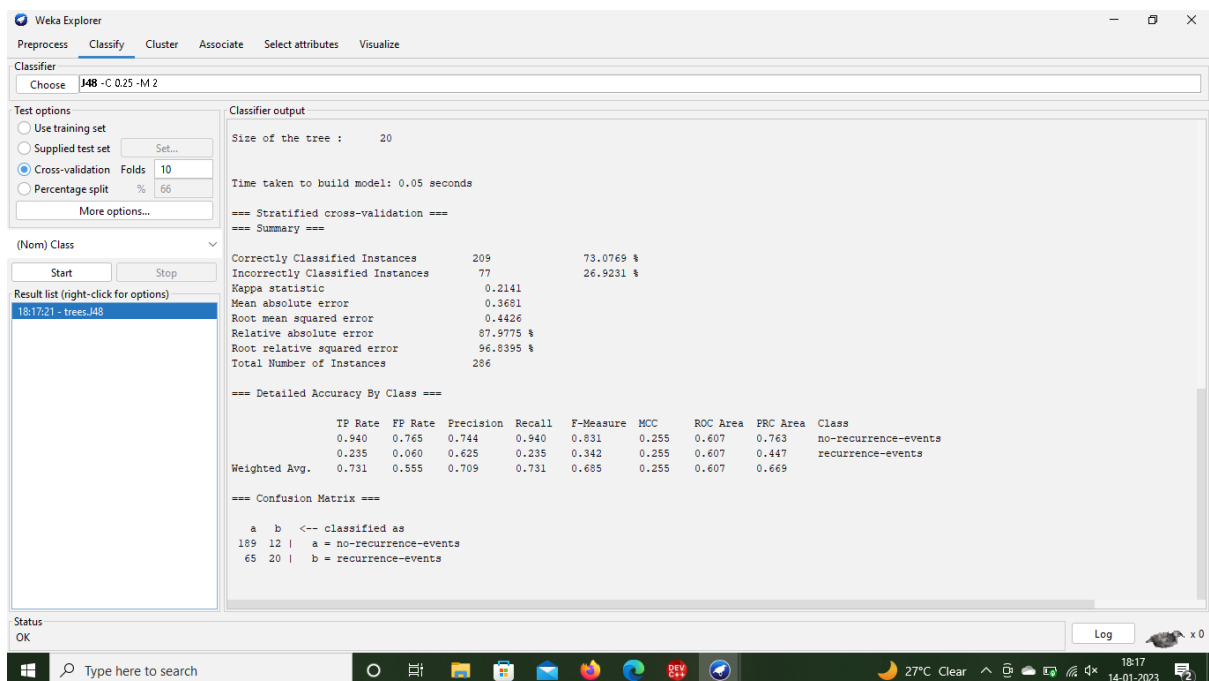 Weka Explorer
Preprocess Classify Cluster Associate Select attributes Visualize
Classifier
Choose J48 -C 0.25 -M 2
Test options
Use training set
Supplied test set Set...
Cross-validation Folds 10
Percentage split % 66
More options...
(Nom) Class
Start Stop
Result list (right-click for options)
18:17:21 - trees.J48
Classifier output
Size of the tree : 20
Time taken to build model: 0.05 seconds
=== Stratified cross-validation ===
=== Summary ===
Correctly Classified Instances 209 73.0769 %
Incorrectly Classified Instances 77 26.9231 %
Kappa statistic 0.2141
Mean absolute error 0.3681
Root mean squared error 0.4426
Relative absolute error 87.9775 %
Root relative squared error 96.8395 %
Total Number of Instances 286
=== Detailed Accuracy By Class ===
TP Rate FP Rate Precision Recall F-Measure MCC ROC Area PRC Area Class
0.940 0.765 0.744 0.940 0.831 0.255 0.607 0.763 no-recurrence-events
0.235 0.060 0.625 0.235 0.342 0.255 0.607 0.447 recurrence-events
Weighted Avg. 0.731 0.555 0.709 0.731 0.685 0.255 0.607 0.669
=== Confusion Matrix ===
a b <-- classified as
189 12 | a = no-recurrence-events
65 20 | b = recurrence-events
Status
OK
Log x 0
Type here to search
DEV C++
27°C Clear
18:17
14-01-2023
2